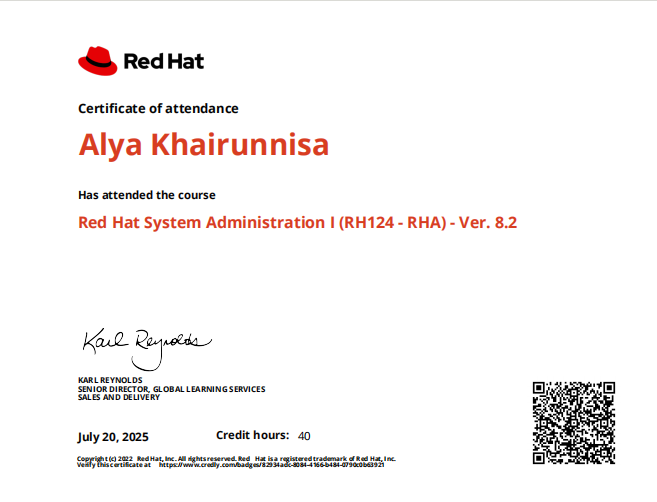 Red Hat
Certificate of attendance
Alya Khairunnisa
Has attended the course
Red Hat System Administration I (RH124 - RHA) - Ver. 8.2
Karl Reynolds
KARL REYNOLDS
SENIOR DIRECTOR, GLOBAL LEARNING SERVICES
SALES AND DELIVERY
July 20, 2025 Credit hours: 40
Copyright (c) 2022 Red Hat, Inc. All rights reserved. Red Hat is a registered trademark of Red Hat, Inc.
Verify this certificate at https://www.credly.com/badges/82934adc-8084-4166-b484-0790c0b63921